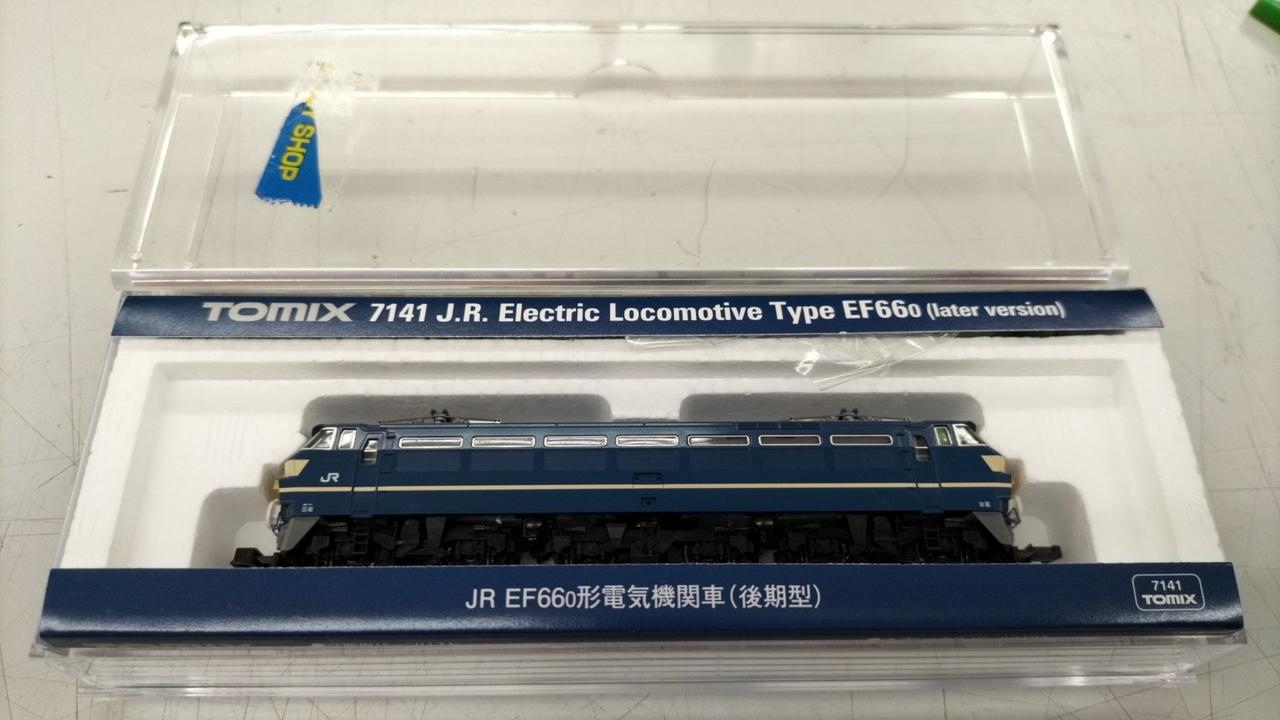 SHOP
TOMIX 7141 J.R. Electric Locomotive Type EF660 (later version)
JR
JR EF660形電気機関車(後期型)
7141
TOMIX